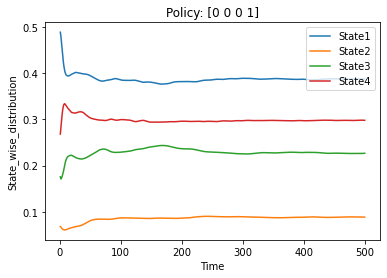 Policy: [0 0 0 1]
State_wise_distribution
0.5
0.4
0.3
0.2
0.1
State1
State2
State3
State4
0 100 200 300 400 500
Time